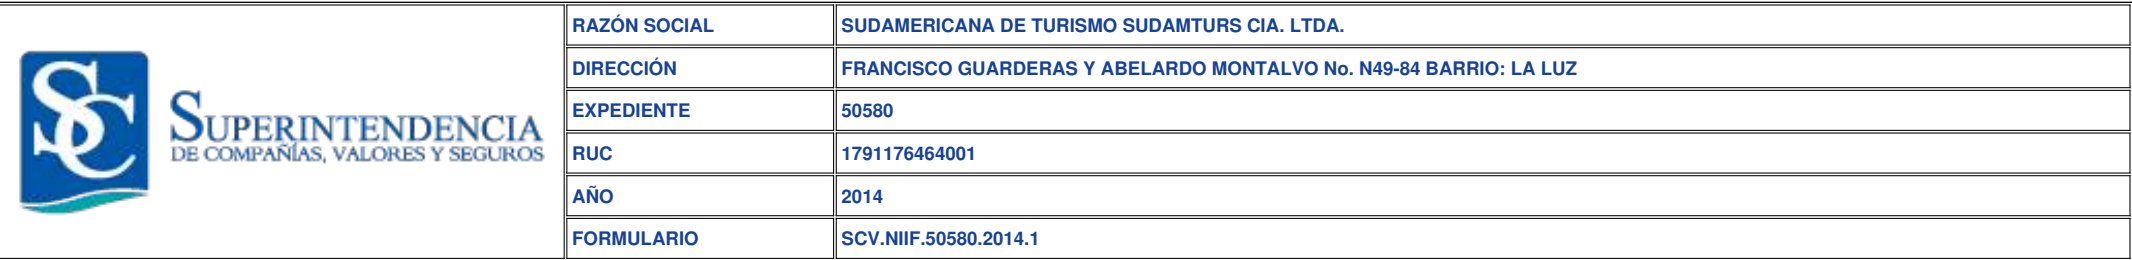 SC
SUPERINTENDENCIA
DE COMPAÑÍAS, VALORES Y SEGUROS
RAZÓN SOCIAL SUDAMERICANA DE TURISMO SUDAMTURS CIA. LTDA.
DIRECCIÓN FRANCISCO GUARDERAS Y ABELARDO MONTALVO No. N49-84 BARRIO: LA LUZ
EXPEDIENTE 50580
RUC 1791176464001
AÑO 2014
FORMULARIO SCV.NIIF.50580.2014.1